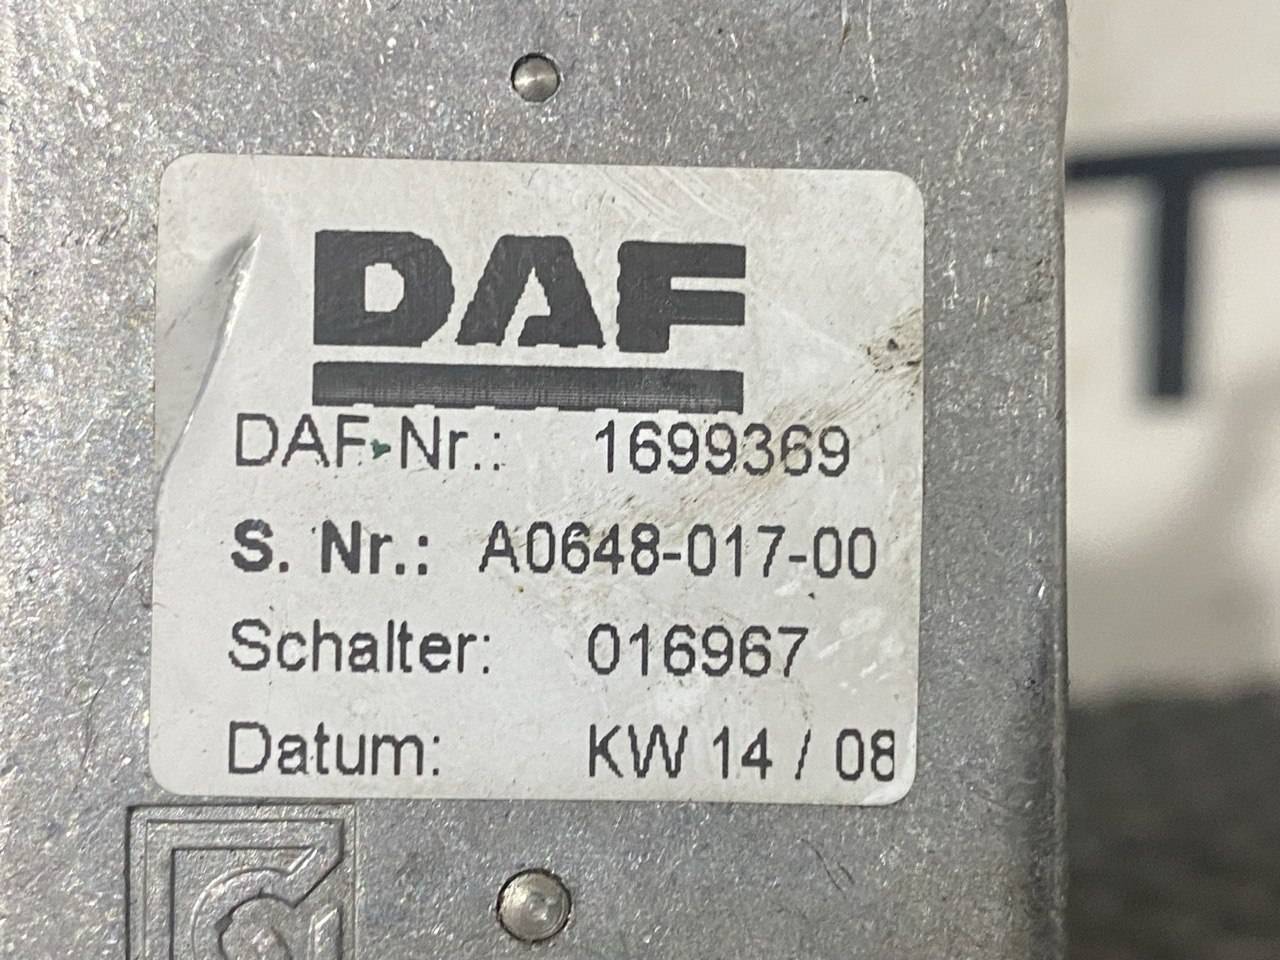 DAF
DAF-Nr.: 1699369
S. Nr.: A0648-017-00
Schalter: 016967
Datum: KW 14 / 08